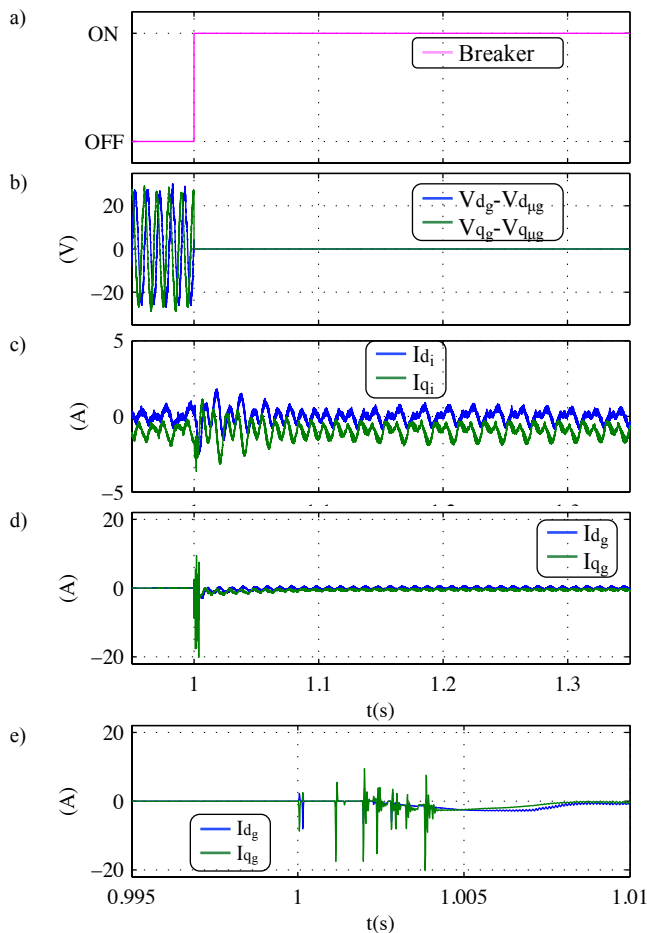 a)
ON
Breaker
OFF
b)
20
Vdg-Vdμg
Vqg-Vqμg
(V)
0
−20
c)
5
Idi
Iqi
(A)
0
−5
d)
20
Idg
Iqg
(A)
0
−20
1 1.1 1.2 1.3
t(s)
e)
20
(A)
0
Idg
Iqg
−20
0.995 1 1.005 1.01
t(s)